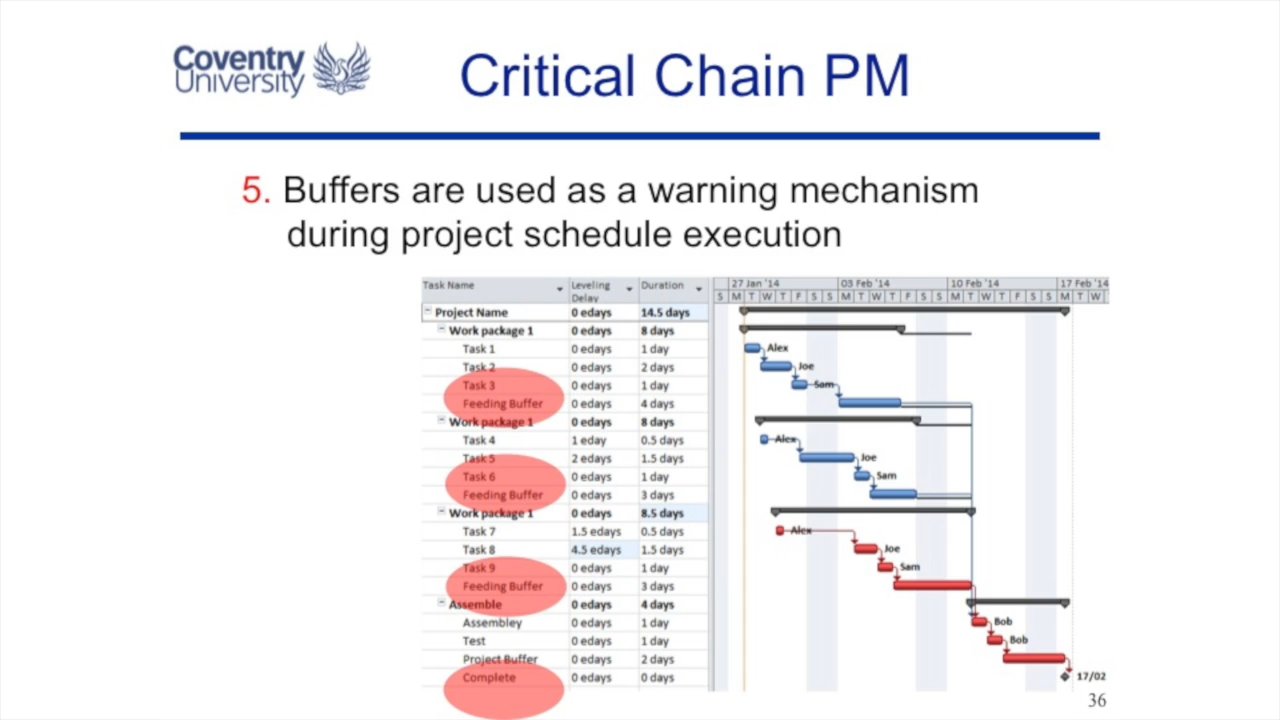 Coventry
University
Critical Chain PM
5. Buffers are used as a warning mechanism
during project schedule execution
Task Name Leveling Delay Duration 27 Jan '14 03 Feb '14 10 Feb '14 17 Feb '14
S M T W T F S S M T W T F S S M T W T F S S M T W
Project Name 0 edays 14.5 days
Work package 1 0 edays 8 days
Task 1 0 edays 1 day Alex
Task 2 0 edays 2 days Joe
Task 3 0 edays 1 day Sam
Feeding Buffer 0 edays 4 days
Work package 1 0 edays 8 days
Task 4 1 eday 0.5 days Alex
Task 5 2 edays 1.5 days Joe
Task 6 0 edays 1 day Sam
Feeding Buffer 0 edays 3 days
Work package 1 0 edays 8.5 days
Task 7 1.5 edays 0.5 days Alex
Task 8 4.5 edays 1.5 days Joe
Task 9 0 edays 1 day Sam
Feeding Buffer 0 edays 3 days
Assemble 0 edays 4 days
Assembley 0 edays 1 day Bob
Test 0 edays 1 day Bob
Project Buffer 0 edays 2 days
Complete 0 edays 0 days 17/02
36